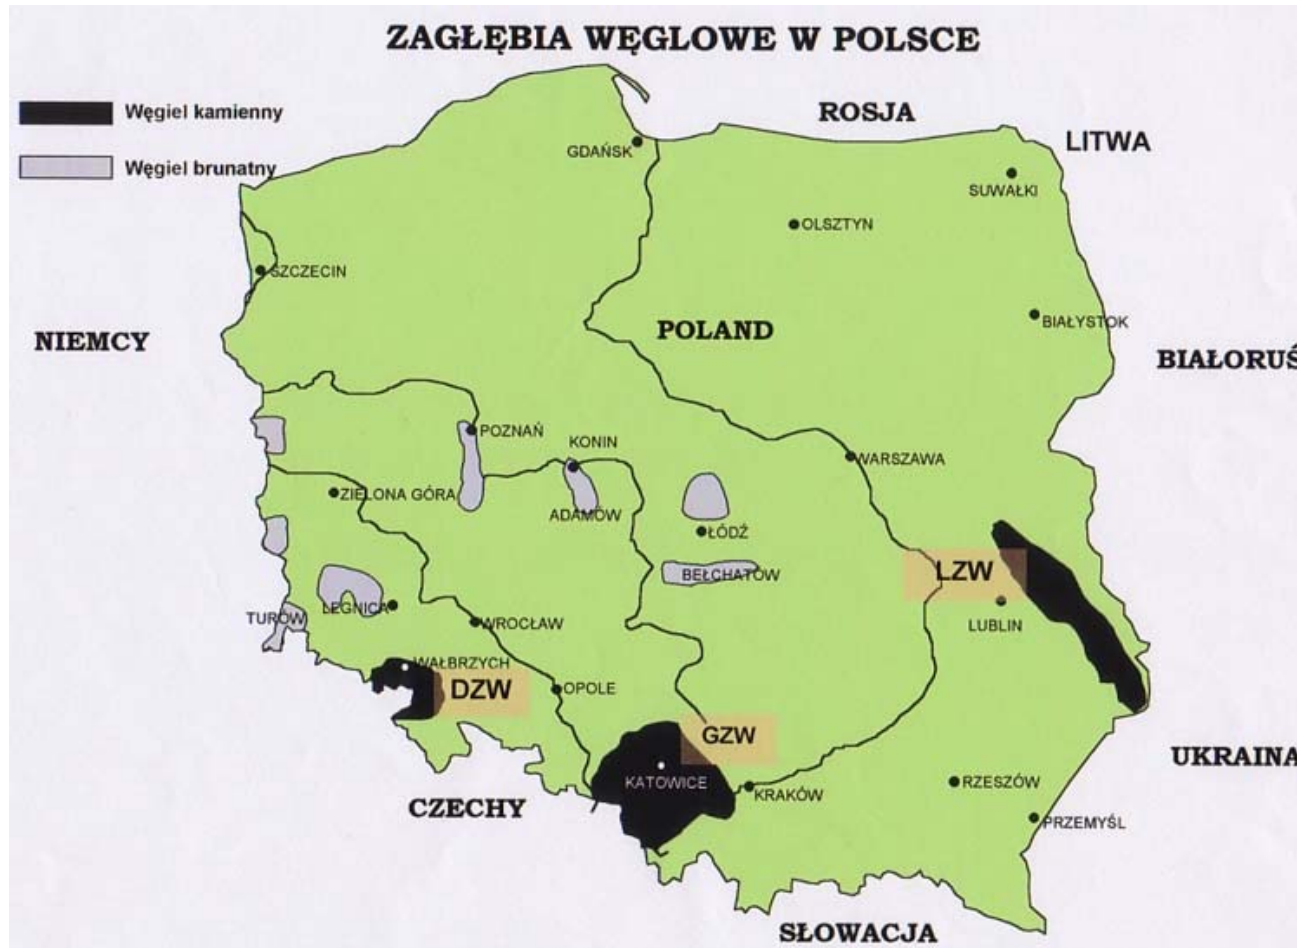 ZAGŁĘBIA WĘGLOWE W POLSCE
Węgiel kamienny
Węgiel brunatny
ROSJA
LITWA
GDAŃSK
SUWAŁKI
OLSZTYN
SZCZECIN
BIAŁYSTOK
NIEMCY
POLAND
BIAŁORUŚ
POZNAŃ
KONIN
WARSZAWA
ZIELONA GÓRA
ADAMÓW
ŁÓDŹ
BEŁCHATÓW
LZW
LEGNICA
TURÓW
WROCŁAW
LUBLIN
WAŁBRZYCH
DZW
OPOLE
GZW
UKRAINA
KATOWICE
KRAKÓW
RZESZÓW
CZECHY
PRZEMYŚL
SŁOWACJA